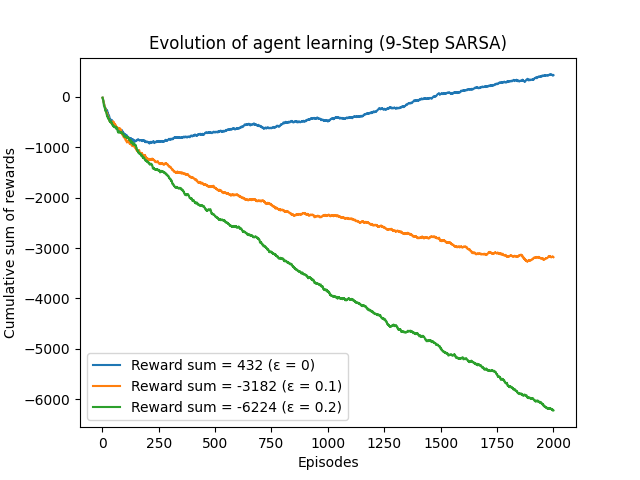 Evolution of agent learning (9-Step SARSA)
Cumulative sum of rewards
0
−1000
−2000
−3000
−4000
−5000
−6000
Reward sum = 432 (ε = 0)
Reward sum = -3182 (ε = 0.1)
Reward sum = -6224 (ε = 0.2)
0 250 500 750 1000 1250 1500 1750 2000
Episodes